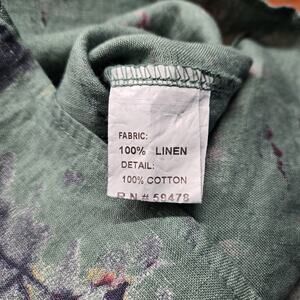 FABRIC:
100% LINEN
DETAIL:
100% COTTON
RN # 59478